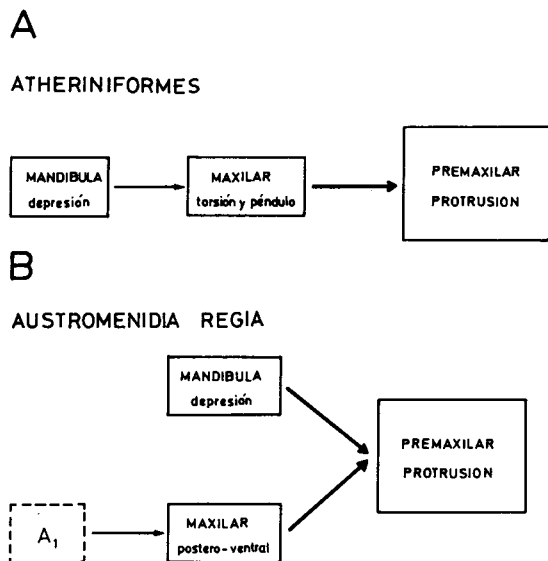 A
ATHERINIFORMES
MANDIBULA
depresión
MAXILAR
torsión y péndulo
PREMAXILAR
PROTRUSION
B
AUSTROMENIDIA REGIA
MANDIBULA
depresión
PREMAXILAR
PROTRUSION
A₁
MAXILAR
postero-ventral